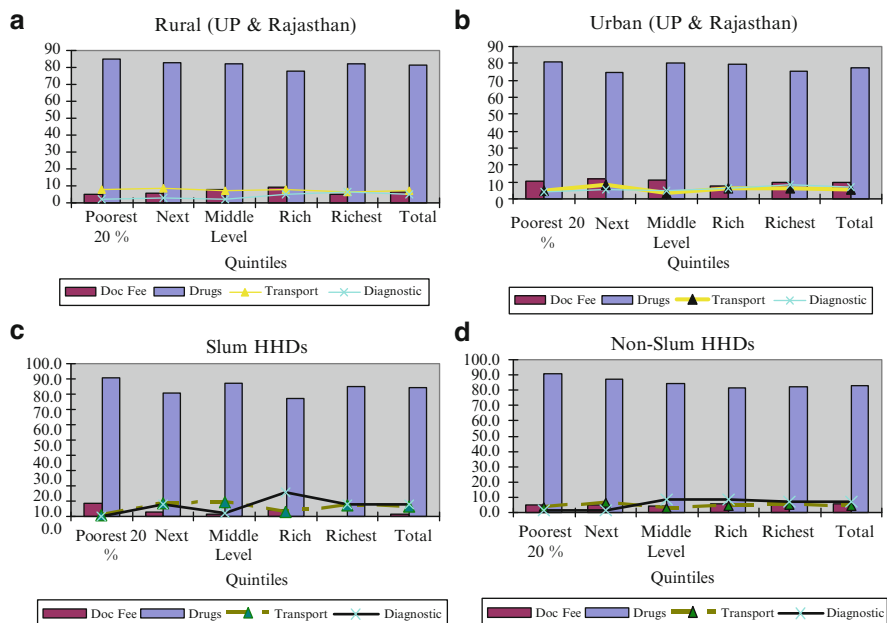 a
Rural (UP & Rajasthan)
90
80
70
60
50
40
30
20
10
0
Poorest Next Middle Rich Richest Total
20 % Level
Quintiles
Doc Fee Drugs Transport Diagnostic
b
Urban (UP & Rajasthan)
90
80
70
60
50
40
30
20
10
0
Poorest 20 Next Middle Rich Richest Total
% Level
Quintiles
Doc Fee Drugs Transport Diagnostic
c
Slum HHDs
100.0
90.0
80.0
70.0
60.0
50.0
40.0
30.0
20.0
10.0
0.0
Poorest 20 Next Middle Rich Richest Total
% Level
Quintiles
Doc Fee Drugs Transport Diagnostic
d
Non-Slum HHDs
100.0
90.0
80.0
70.0
60.0
50.0
40.0
30.0
20.0
10.0
0.0
Poorest Next Middle Rich Richest Total
20 % Level
Quintiles
Doc Fee Drugs Transport Diagnostic